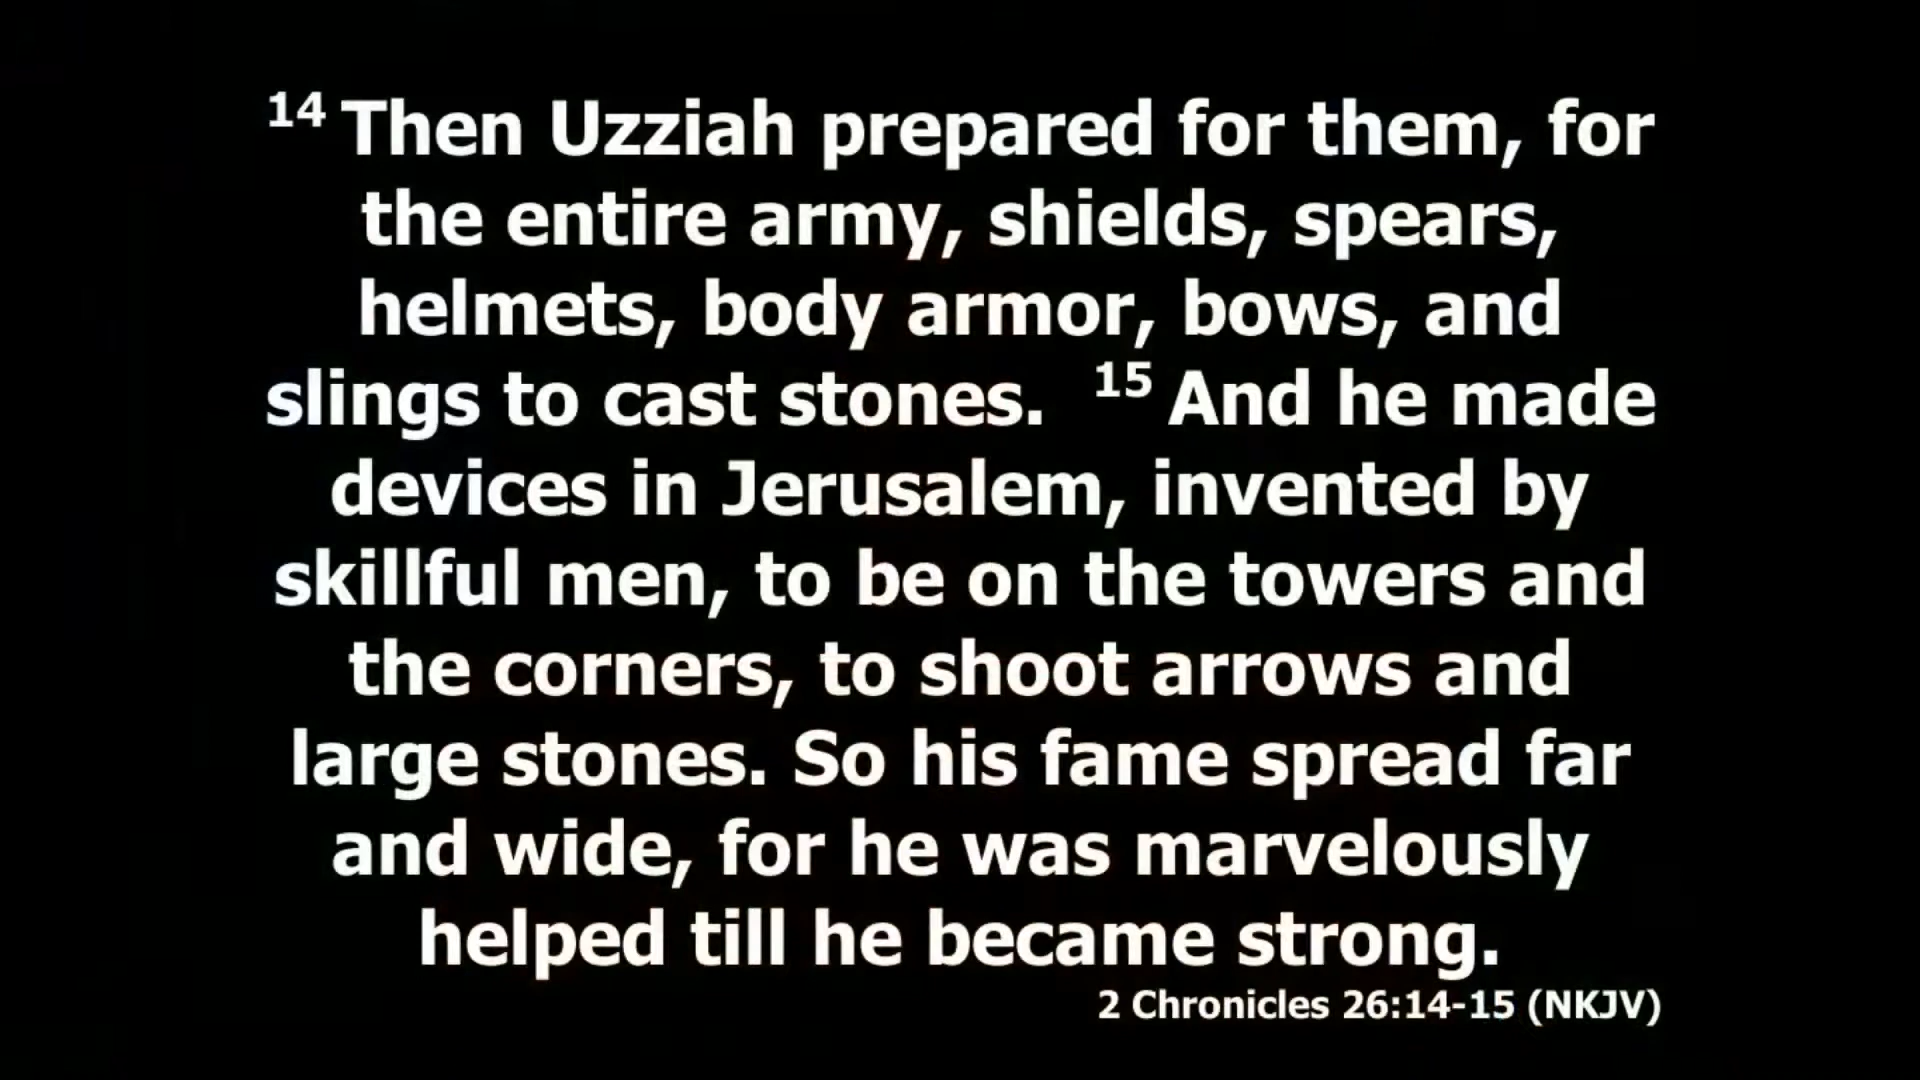 14 Then Uzziah prepared for them, for
the entire army, shields, spears,
helmets, body armor, bows, and
slings to cast stones. 15 And he made
devices in Jerusalem, invented by
skillful men, to be on the towers and
the corners, to shoot arrows and
large stones. So his fame spread far
and wide, for he was marvelously
helped till he became strong.
2 Chronicles 26:14-15 (NKJV)